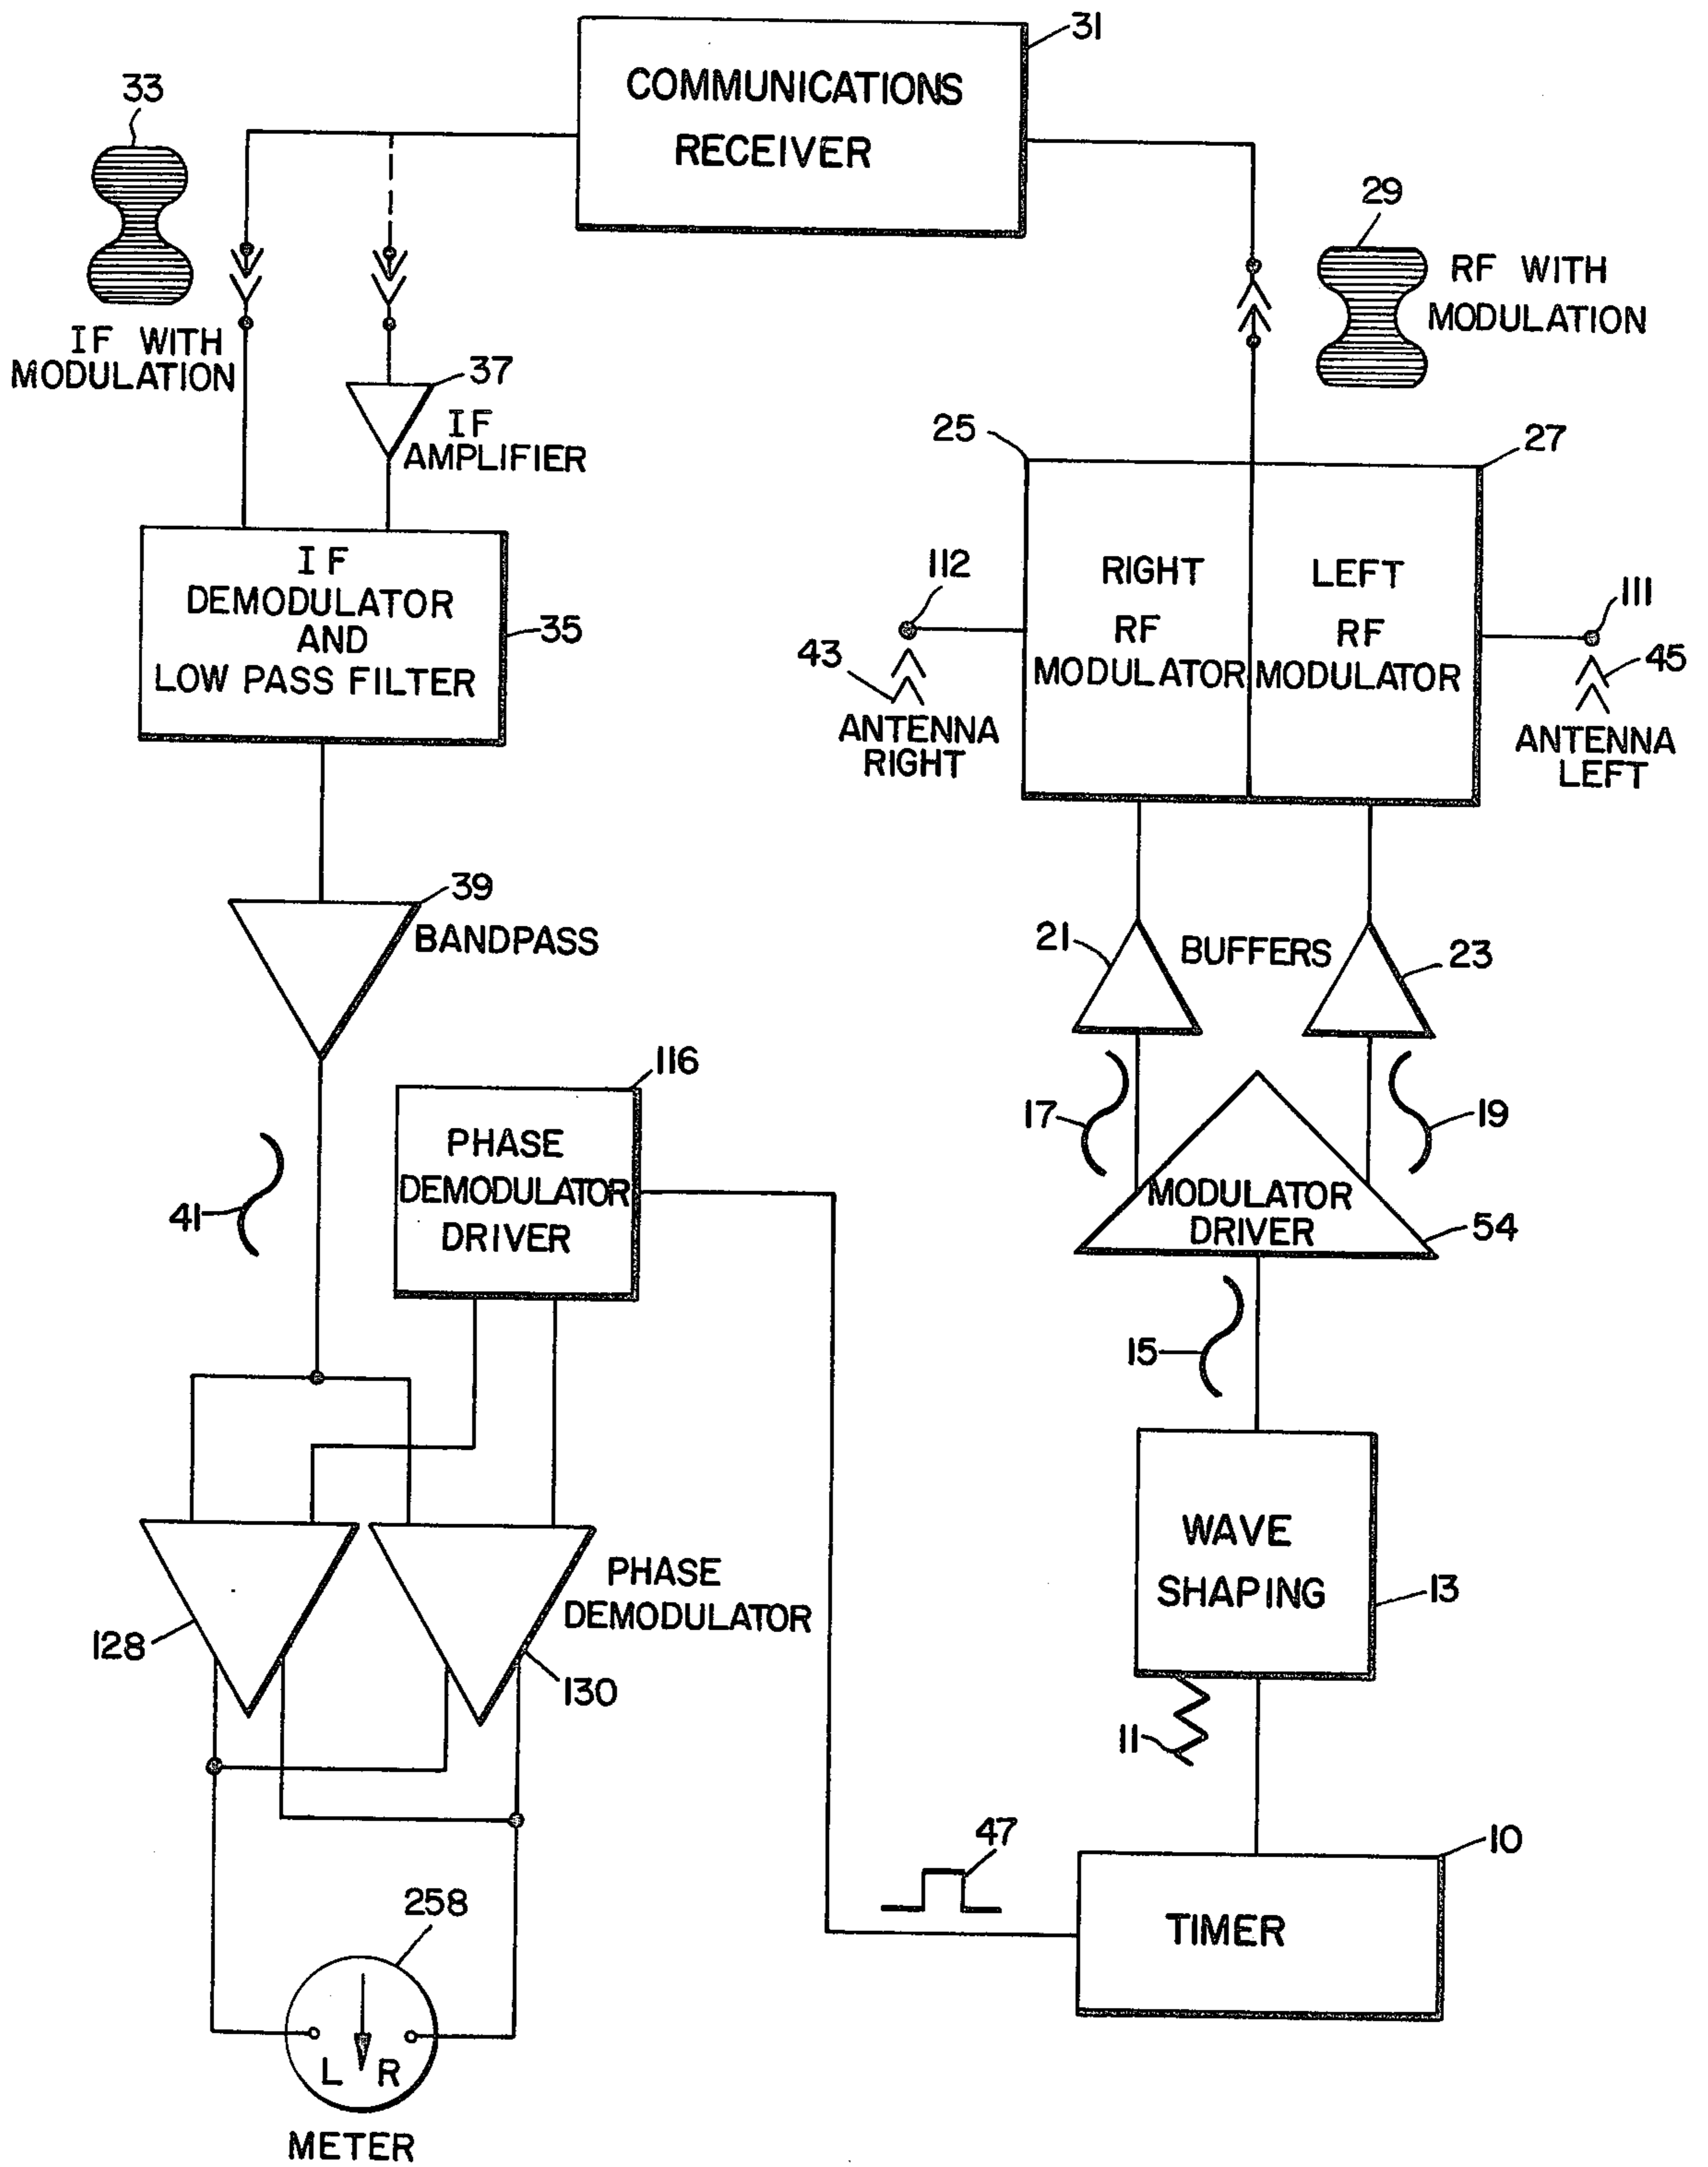 31
COMMUNICATIONS
RECEIVER
33
IF WITH
MODULATION
29
RF WITH
MODULATION
37
IF
AMPLIFIER
25
27
IF
DEMODULATOR
AND
LOW PASS FILTER
35
112
43
ANTENNA
RIGHT
RIGHT
RF
MODULATOR
LEFT
RF
MODULATOR
111
45
ANTENNA
LEFT
39
BANDPASS
21
BUFFERS
23
116
PHASE
DEMODULATOR
DRIVER
41
17
19
MODULATOR
DRIVER
54
15
WAVE
SHAPING
13
PHASE
DEMODULATOR
128
130
11
47
10
TIMER
258
L R
METER